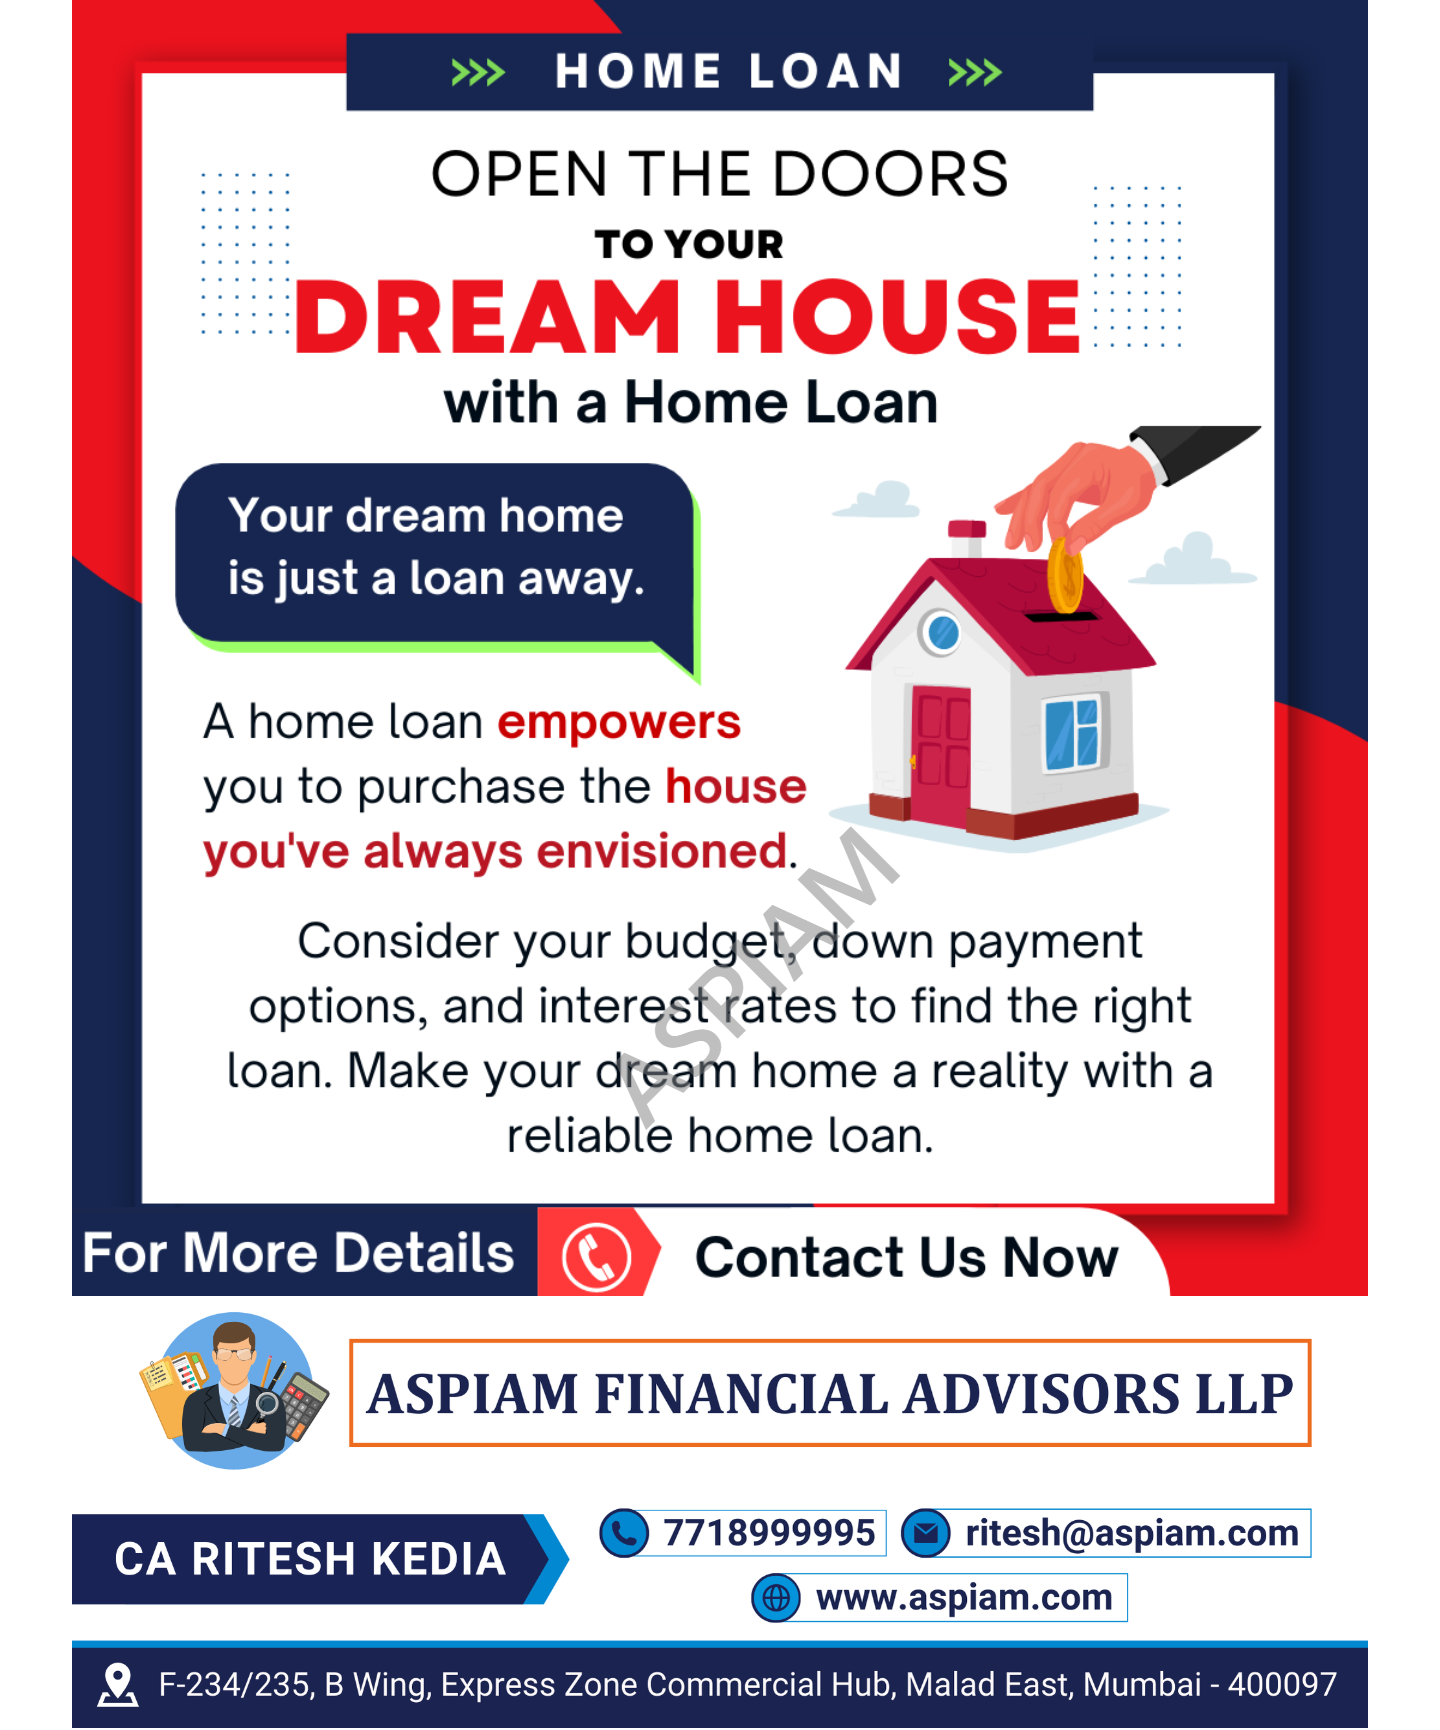 >>> HOME LOAN >>>
OPEN THE DOORS
TO YOUR
DREAM HOUSE
with a Home Loan
Your dream home
is just a loan away.
A home loan empowers
you to purchase the house
you've always envisioned.
ASPIAM
Consider your budget, down payment
options, and interest rates to find the right
loan. Make your dream home a reality with a
reliable home loan.
For More Details
Contact Us Now
ASPIAM FINANCIAL ADVISORS LLP
CA RITESH KEDIA
7718999995
ritesh@aspiam.com
www.aspiam.com
F-234/235, B Wing, Express Zone Commercial Hub, Malad East, Mumbai - 400097